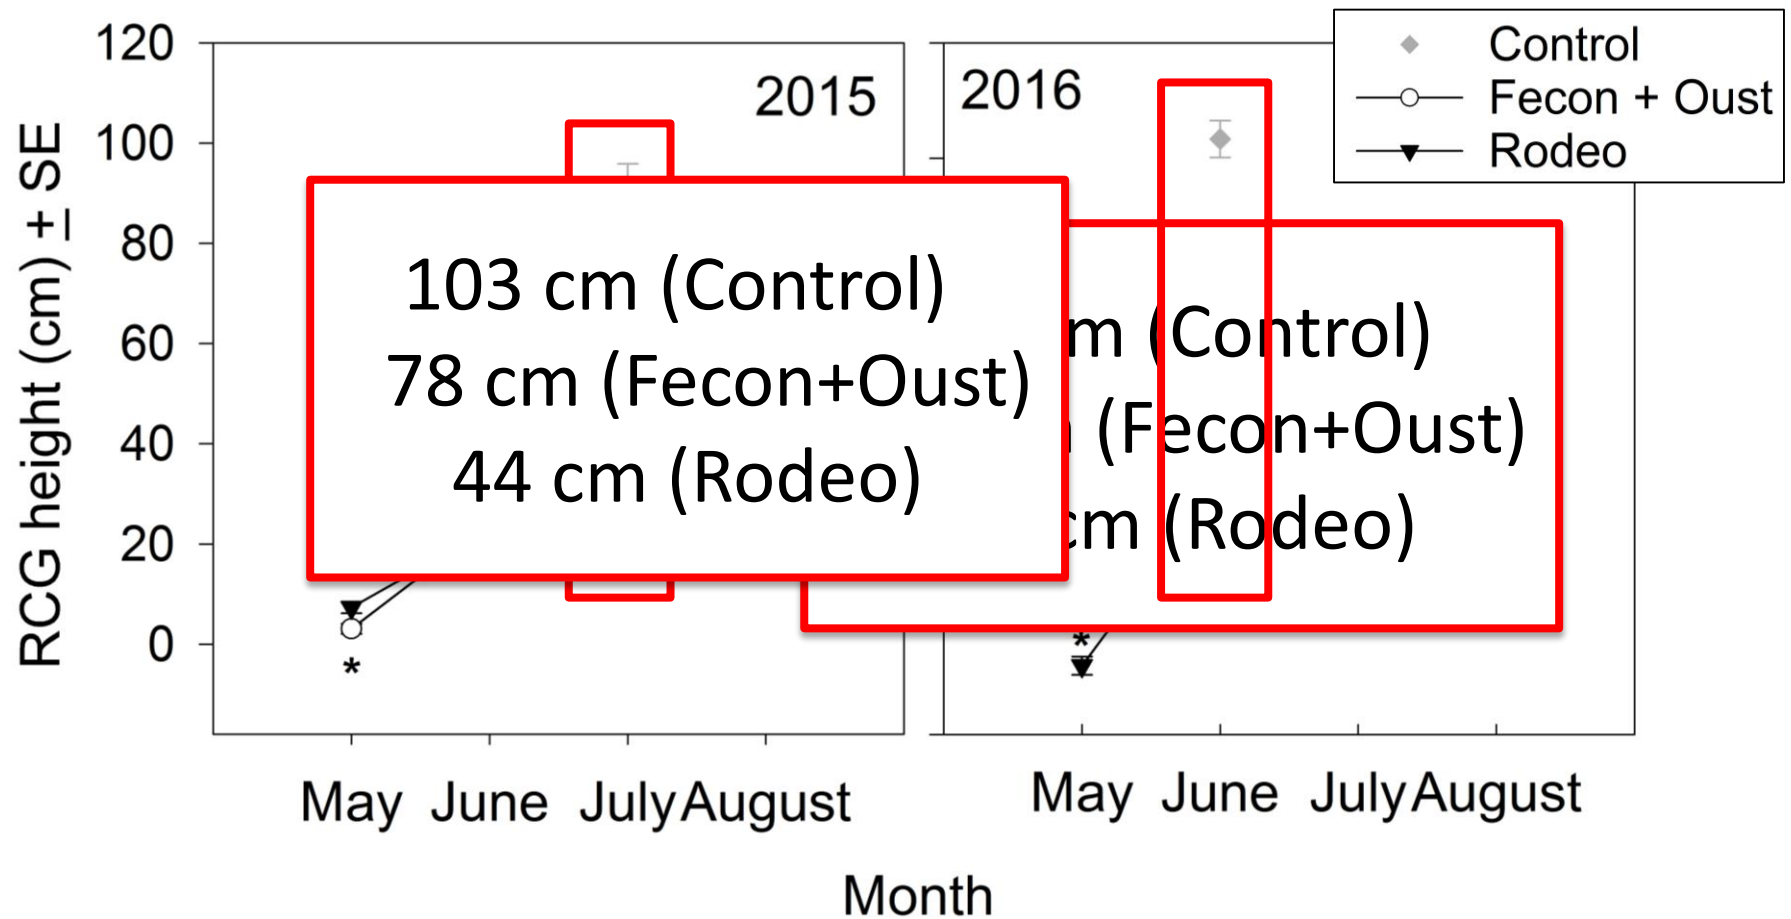 RCG height (cm) ± SE
120
100
80
60
40
20
0
2015
*
103 cm (Control)
78 cm (Fecon+Oust)
44 cm (Rodeo)
May June July August
2016
(Control)
(Fecon+Oust)
cm (Rodeo)
*
May June July August
Month
Control
Fecon + Oust
Rodeo